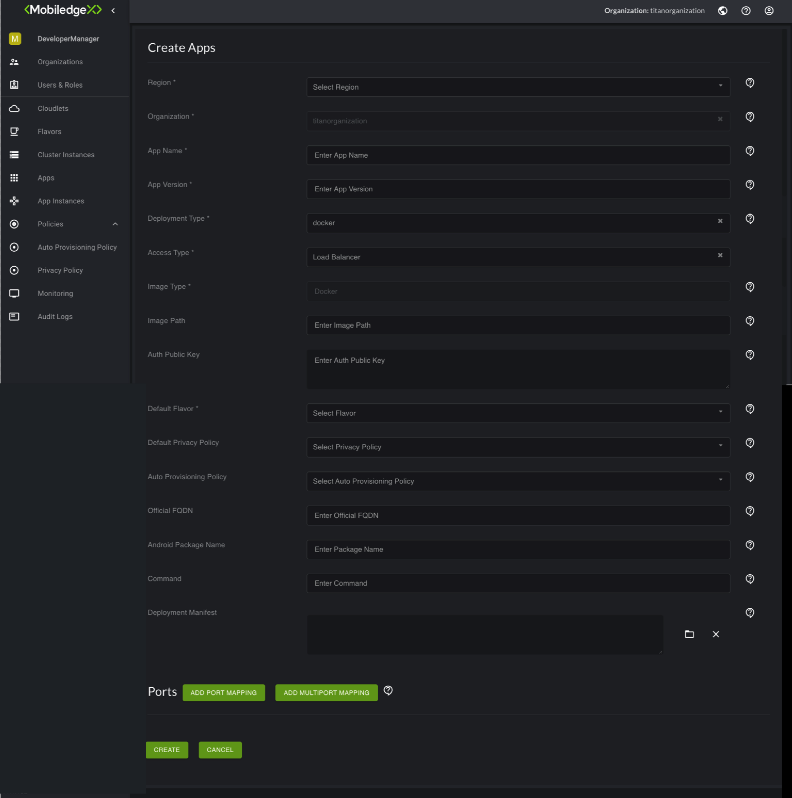 <MobiledgeX>
Organization: titanorganization
M DeveloperManager
Organizations
Users & Roles
Cloudlets
Flavors
Cluster Instances
Apps
App Instances
Policies
Auto Provisioning Policy
Privacy Policy
Monitoring
Audit Logs
Create Apps
Region *
Select Region
Organization *
titanorganization
App Name *
Enter App Name
App Version *
Enter App Version
Deployment Type *
docker
Access Type *
Load Balancer
Image Type *
Docker
Image Path
Enter Image Path
Auth Public Key
Enter Auth Public Key
Default Flavor *
Select Flavor
Default Privacy Policy
Select Privacy Policy
Auto Provisioning Policy
Select Auto Provisioning Policy
Official FQDN
Enter Official FQDN
Android Package Name
Enter Package Name
Command
Enter Command
Deployment Manifest
Ports ADD PORT MAPPING ADD MULTIPORT MAPPING
CREATE CANCEL